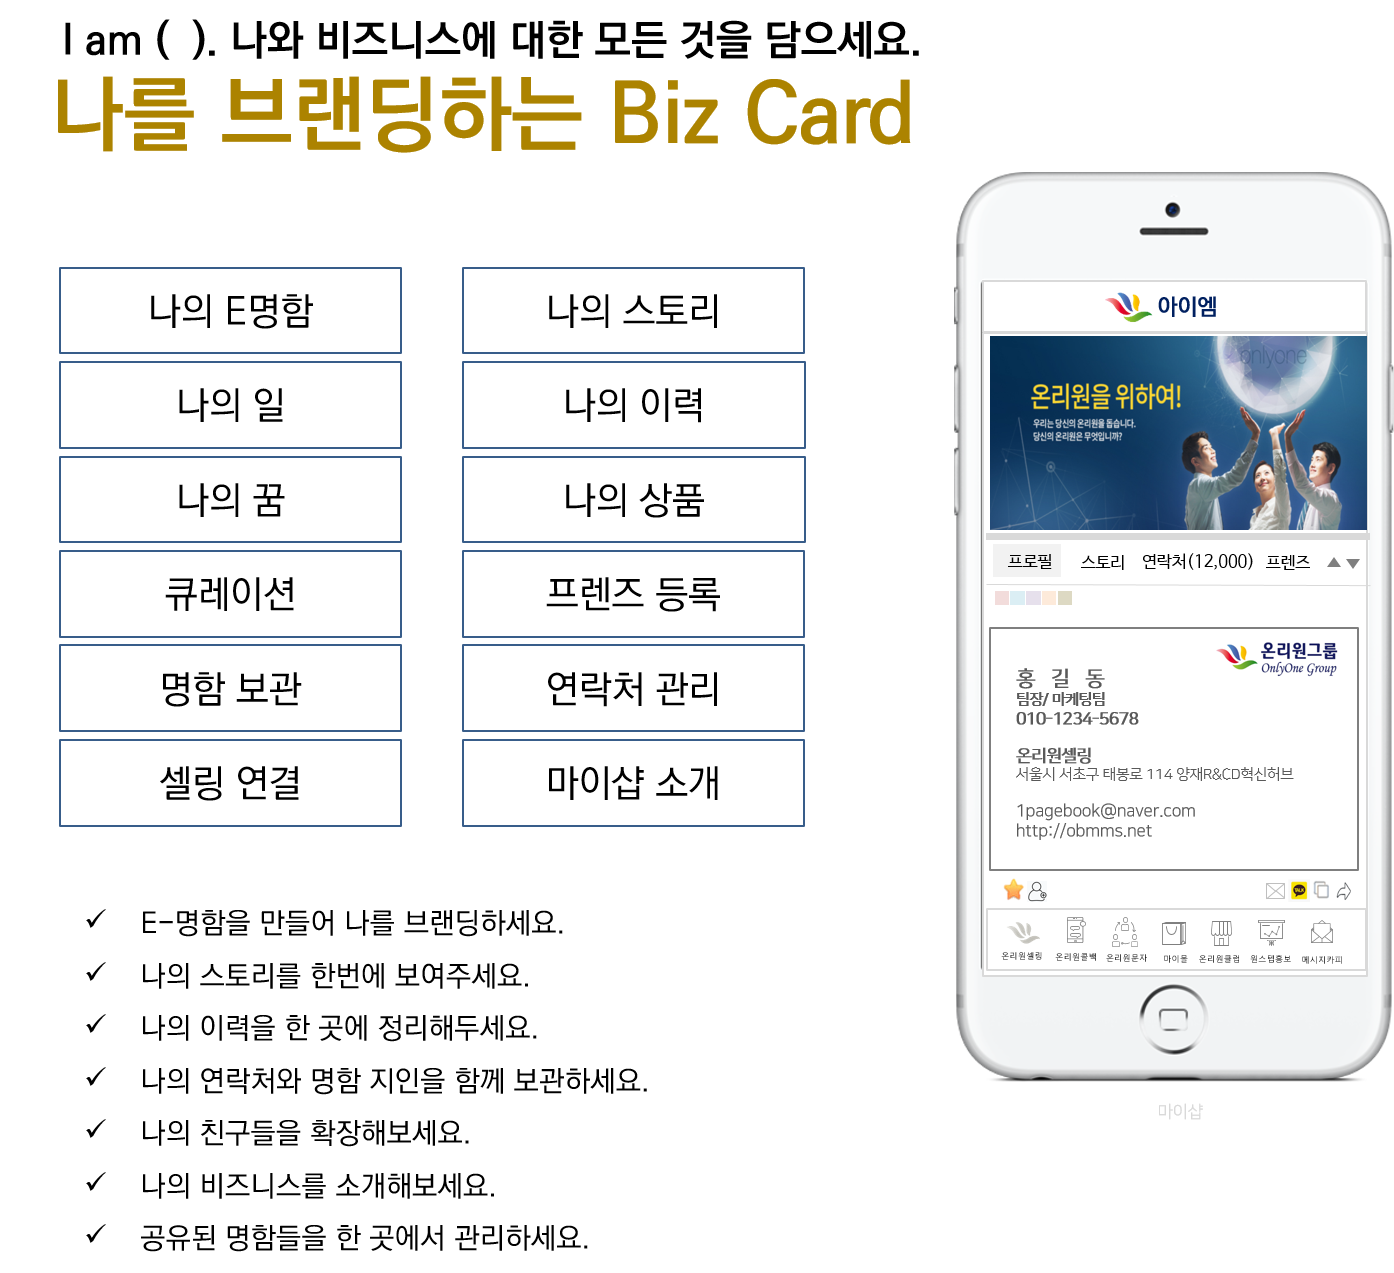 I am (  ). 나와 비즈니스에 대한 모든 것을 담으세요.
나를 브랜딩하는 Biz Card
나의 E명함
나의 스토리
나의 일
나의 이력
나의 꿈
나의 상품
큐레이션
프렌즈 등록
명함 보관
연락처 관리
셀링 연결
마이샵 소개
✓ E-명함을 만들어 나를 브랜딩하세요.
✓ 나의 스토리를 한번에 보여주세요.
✓ 나의 이력을 한 곳에 정리해두세요.
✓ 나의 연락처와 명함 지인을 함께 보관하세요.
✓ 나의 친구들을 확장해보세요.
✓ 나의 비즈니스를 소개해보세요.
✓ 공유된 명함들을 한 곳에서 관리하세요.
아이엠
onlyone
온리원을 위하여!
우리는 당신의 온리원을 돕습니다.
당신의 온리원은 무엇입니까?
프로필 스토리 연락처(12,000) 프렌즈 ▲▼
온리원그룹
OnlyOne Group
홍 길 동
팀장/ 마케팅팀
010-1234-5678
온리원셀링
서울시 서초구 태봉로 114 양재R&CD혁신허브
1pagebook@naver.com
http://obmms.net
TALK
온리원셀링 온리원콜백 온리원문자 마이몰 온리원클럽 원스텝홍보 메시지카피
마이샵